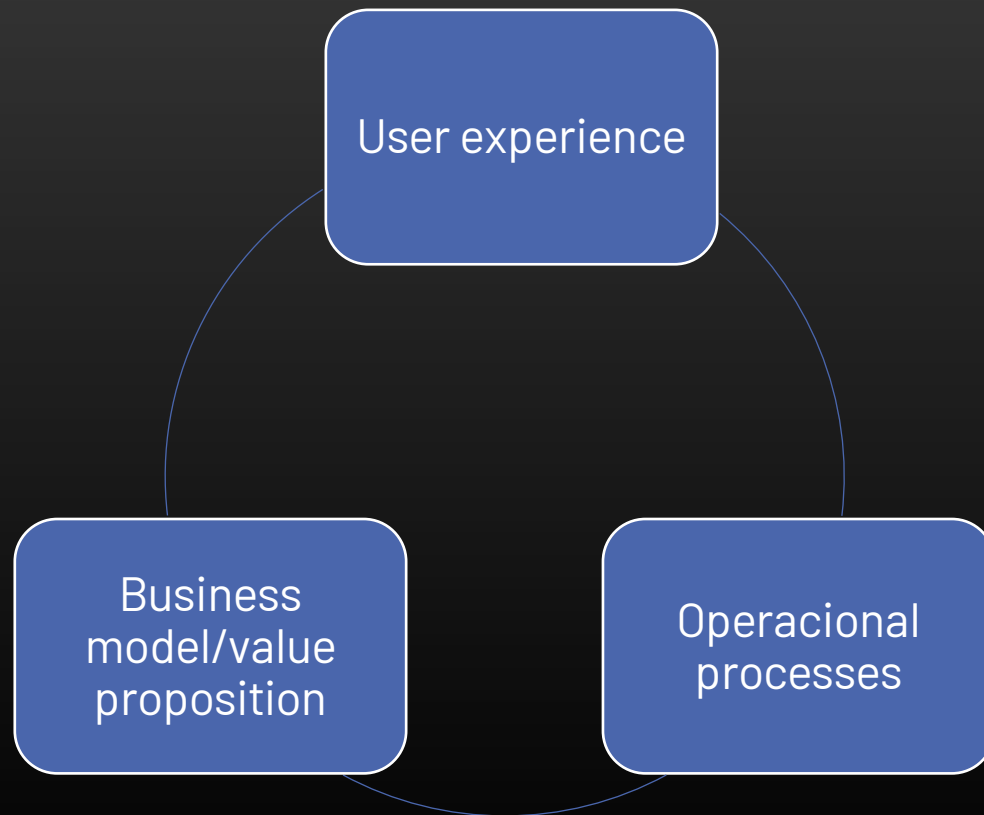 User experience
Business
model/value
proposition
Operacional
processes